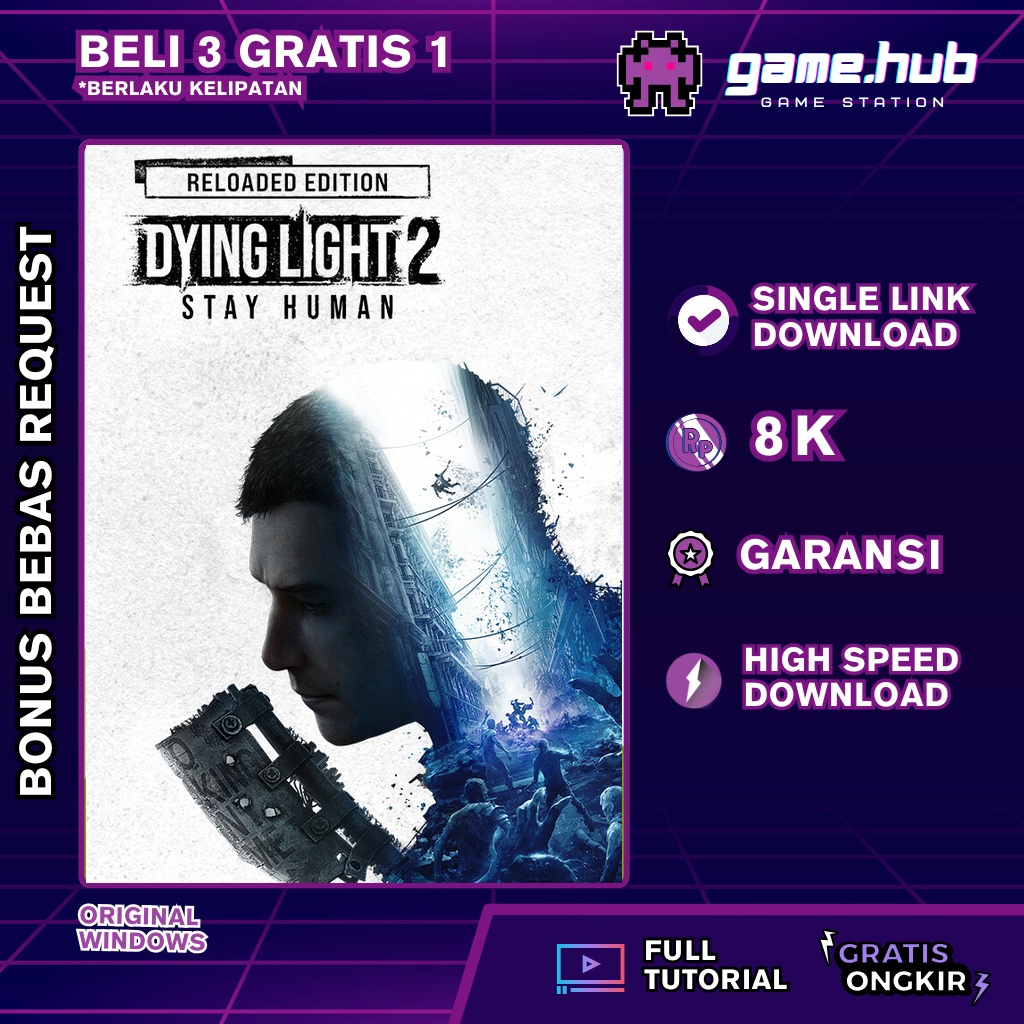 BELI 3 GRATIS 1
*BERLAKU KELIPATAN
game.hub
GAME STATION
RELOADED EDITION
DYING LIGHT 2
STAY HUMAN
BONUS BEBAS REQUEST
SINGLE LINK
DOWNLOAD
Rp
8K
GARANSI
HIGH SPEED
DOWNLOAD
ORIGINAL
WINDOWS
FULL
TUTORIAL
GRATIS
ONGKIR